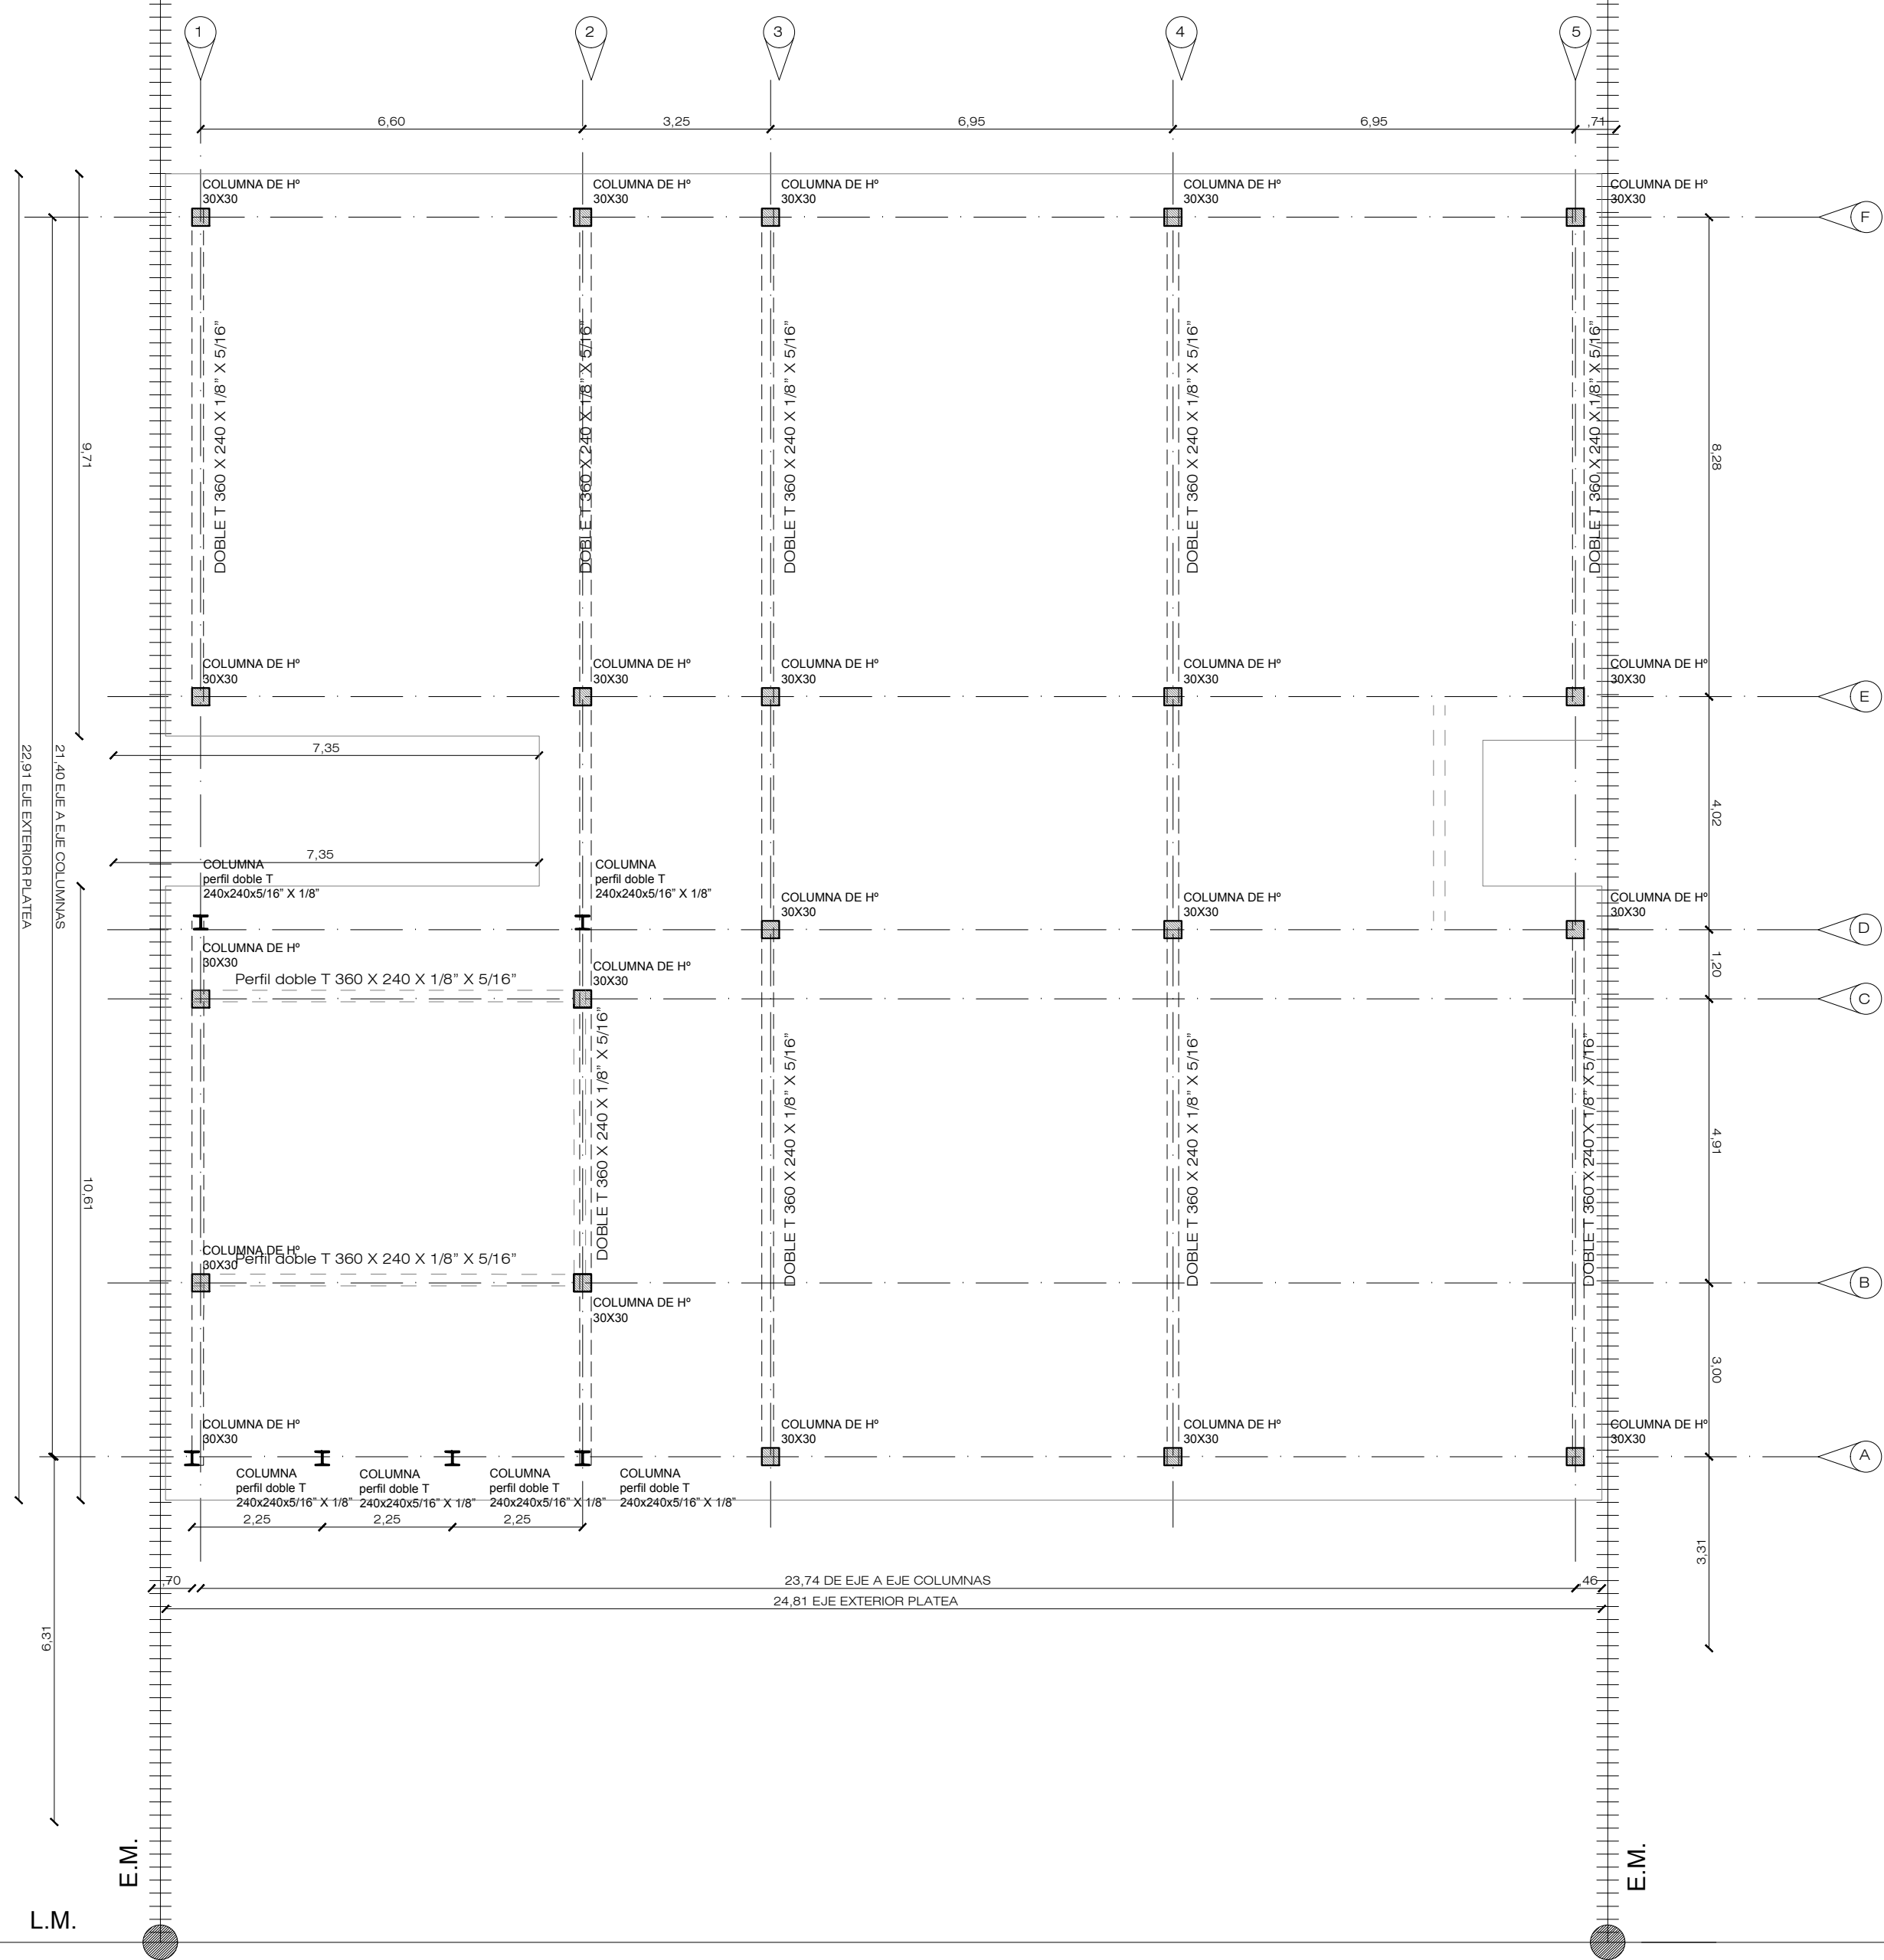 1
2
3
4
5
6,60
3,25
6,95
6,95
,71
COLUMNA DE Hº
30X30
COLUMNA DE Hº
30X30
COLUMNA DE Hº
30X30
COLUMNA DE Hº
30X30
COLUMNA DE Hº
30X30
F
DOBLE T 360 X 240 X 1/8" X 5/16"
DOBLE T 360 X 240 X 1/8" X 5/16"
DOBLE T 360 X 240 X 1/8" X 5/16"
DOBLE T 360 X 240 X 1/8" X 5/16"
DOBLE T 360 X 240 X 1/8" X 5/16"
9,71
8,28
COLUMNA DE Hº
30X30
COLUMNA DE Hº
30X30
COLUMNA DE Hº
30X30
COLUMNA DE Hº
30X30
COLUMNA DE Hº
30X30
E
7,35
22,91 EJE EXTERIOR PLATEA
21,40 EJE A EJE COLUMNAS
4,02
7,35
COLUMNA
perfil doble T
240x240x5/16" X 1/8"
COLUMNA
perfil doble T
240x240x5/16" X 1/8"
COLUMNA DE Hº
30X30
COLUMNA DE Hº
30X30
COLUMNA DE Hº
30X30
D
COLUMNA DE Hº
30X30
COLUMNA DE Hº
30X30
1,20
Perfil doble T 360 X 240 X 1/8" X 5/16"
C
DOBLE T 360 X 240 X 1/8" X 5/16"
DOBLE T 360 X 240 X 1/8" X 5/16"
DOBLE T 360 X 240 X 1/8" X 5/16"
DOBLE T 360 X 240 X 1/8" X 5/16"
4,91
10,61
COLUMNA DE Hº
30X30
Perfil doble T 360 X 240 X 1/8" X 5/16"
B
COLUMNA DE Hº
30X30
3,00
COLUMNA DE Hº
30X30
COLUMNA DE Hº
30X30
COLUMNA DE Hº
30X30
COLUMNA DE Hº
30X30
A
COLUMNA
perfil doble T
240x240x5/16" X 1/8"
COLUMNA
perfil doble T
240x240x5/16" X 1/8"
COLUMNA
perfil doble T
240x240x5/16" X 1/8"
COLUMNA
perfil doble T
240x240x5/16" X 1/8"
2,25
2,25
2,25
3,31
,70
23,74 DE EJE A EJE COLUMNAS
,46
24,81 EJE EXTERIOR PLATEA
6,31
E.M.
E.M.
L.M.